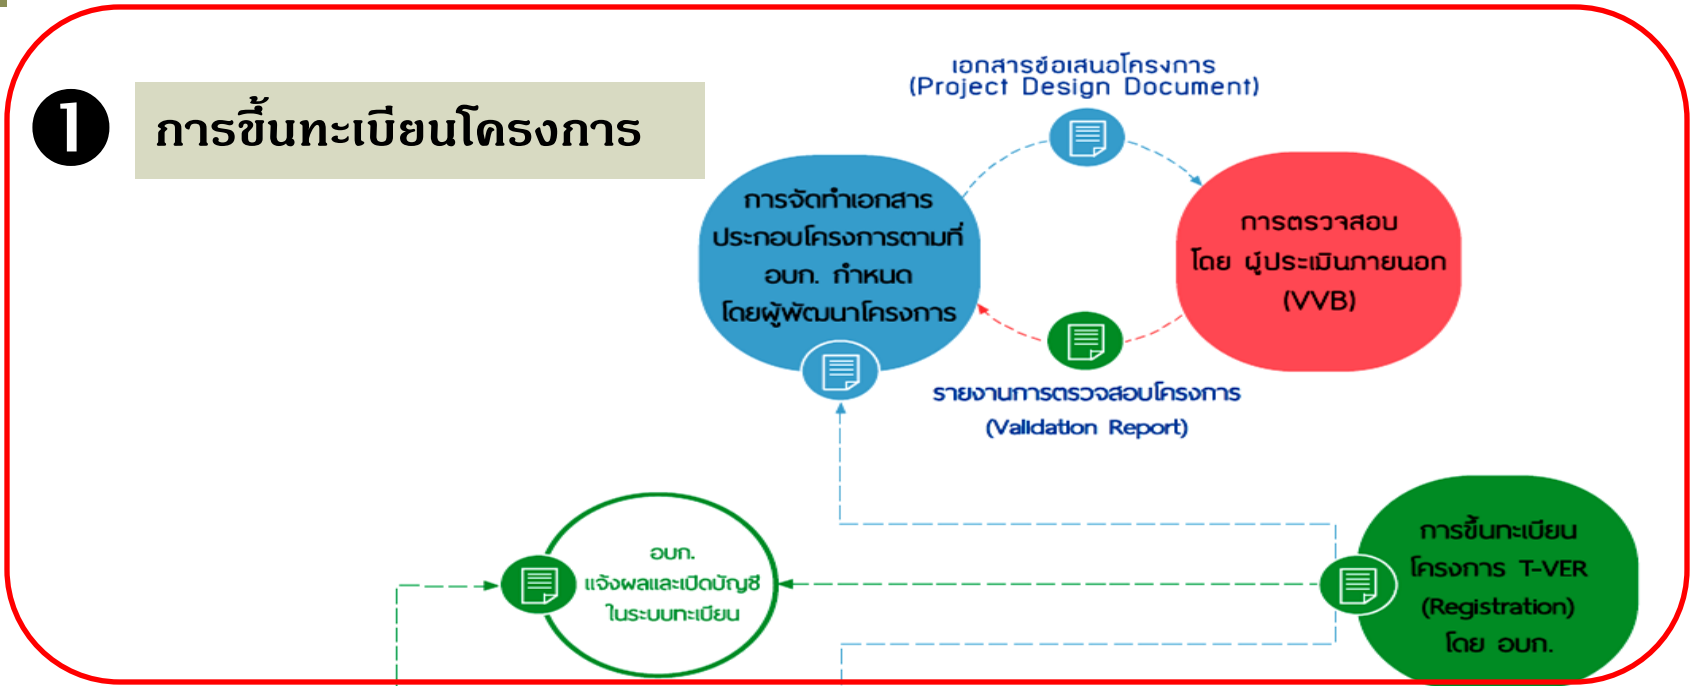 1
การขึ้นทะเบียนโครงการ
เอกสารข้อเสนอโครงการ
(Project Design Document)
การจัดทำเอกสาร
ประกอบโครงการตามที่
อบก. กำหนด
โดยผู้พัฒนาโครงการ
การตรวจสอบ
โดย ผู้ประเมินภายนอก
(VVB)
รายงานการตรวจสอบโครงการ
(Validation Report)
อบก.
แจ้งผลและเปิดบัญชี
ในระบบทะเบียน
การขึ้นทะเบียน
โครงการ T-VER
(Registration)
โดย อบก.